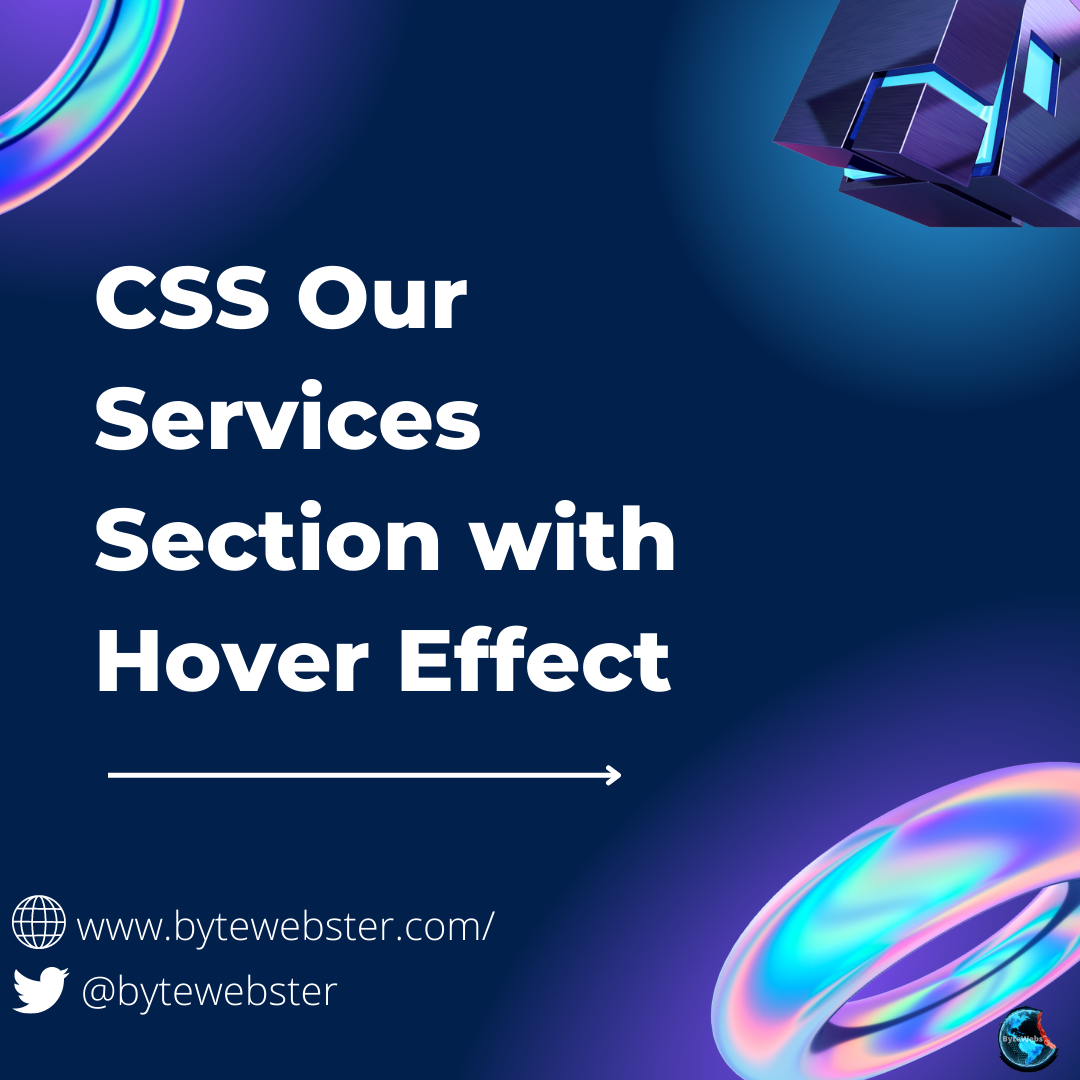 CSS Our
Services
Section with
Hover Effect
www.bytewebster.com/
@bytewebster